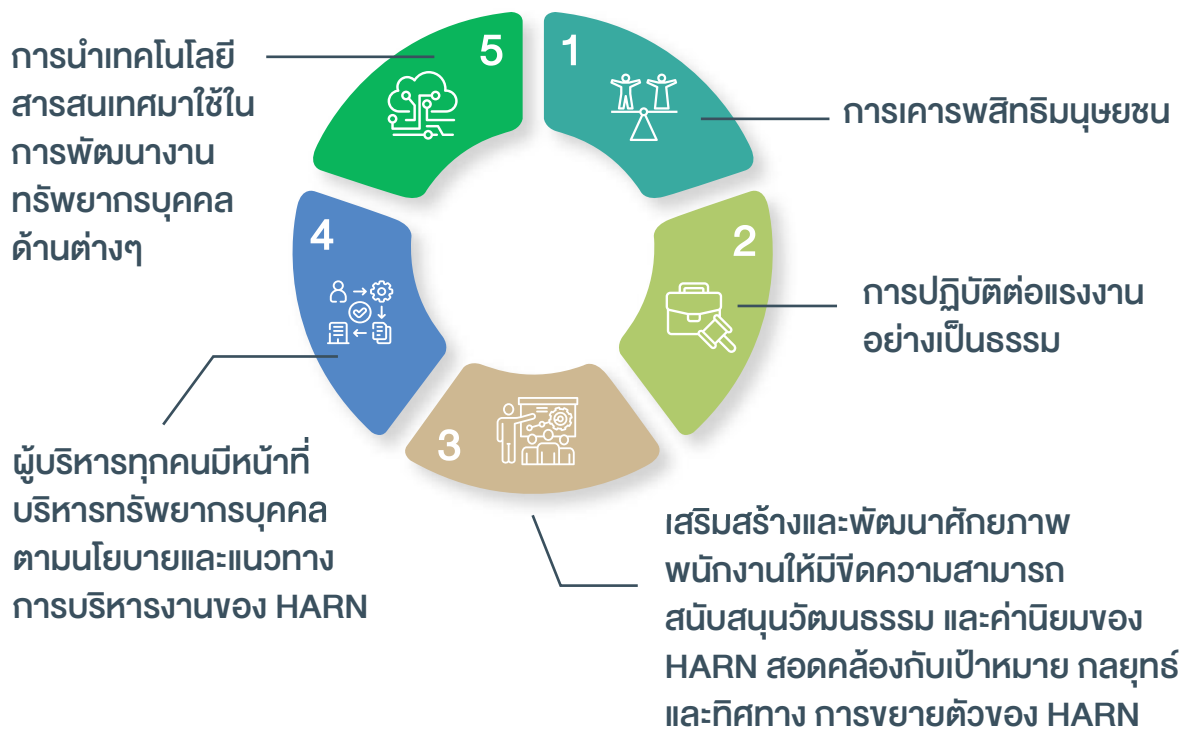 1
การเคารพสิทธิมนุษยชน
2
การปฏิบัติต่อแรงงาน
อย่างเป็นธรรม
3
เสริมสร้างและพัฒนาศักยภาพ
พนักงานให้มีขีดความสามารถ
สนับสนุนวัฒนธรรม และค่านิยมของ
HARN สอดคล้องกับเป้าหมาย กลยุทธ์
และทิศทาง การขยายตัวของ HARN
4
ผู้บริหารทุกคนมีหน้าที่
บริหารทรัพยากรบุคคล
ตามนโยบายและแนวทาง
การบริหารงานของ HARN
5
การนำเทคโนโลยี
สารสนเทศมาใช้ใน
การพัฒนางาน
ทรัพยากรบุคคล
ด้านต่างๆ